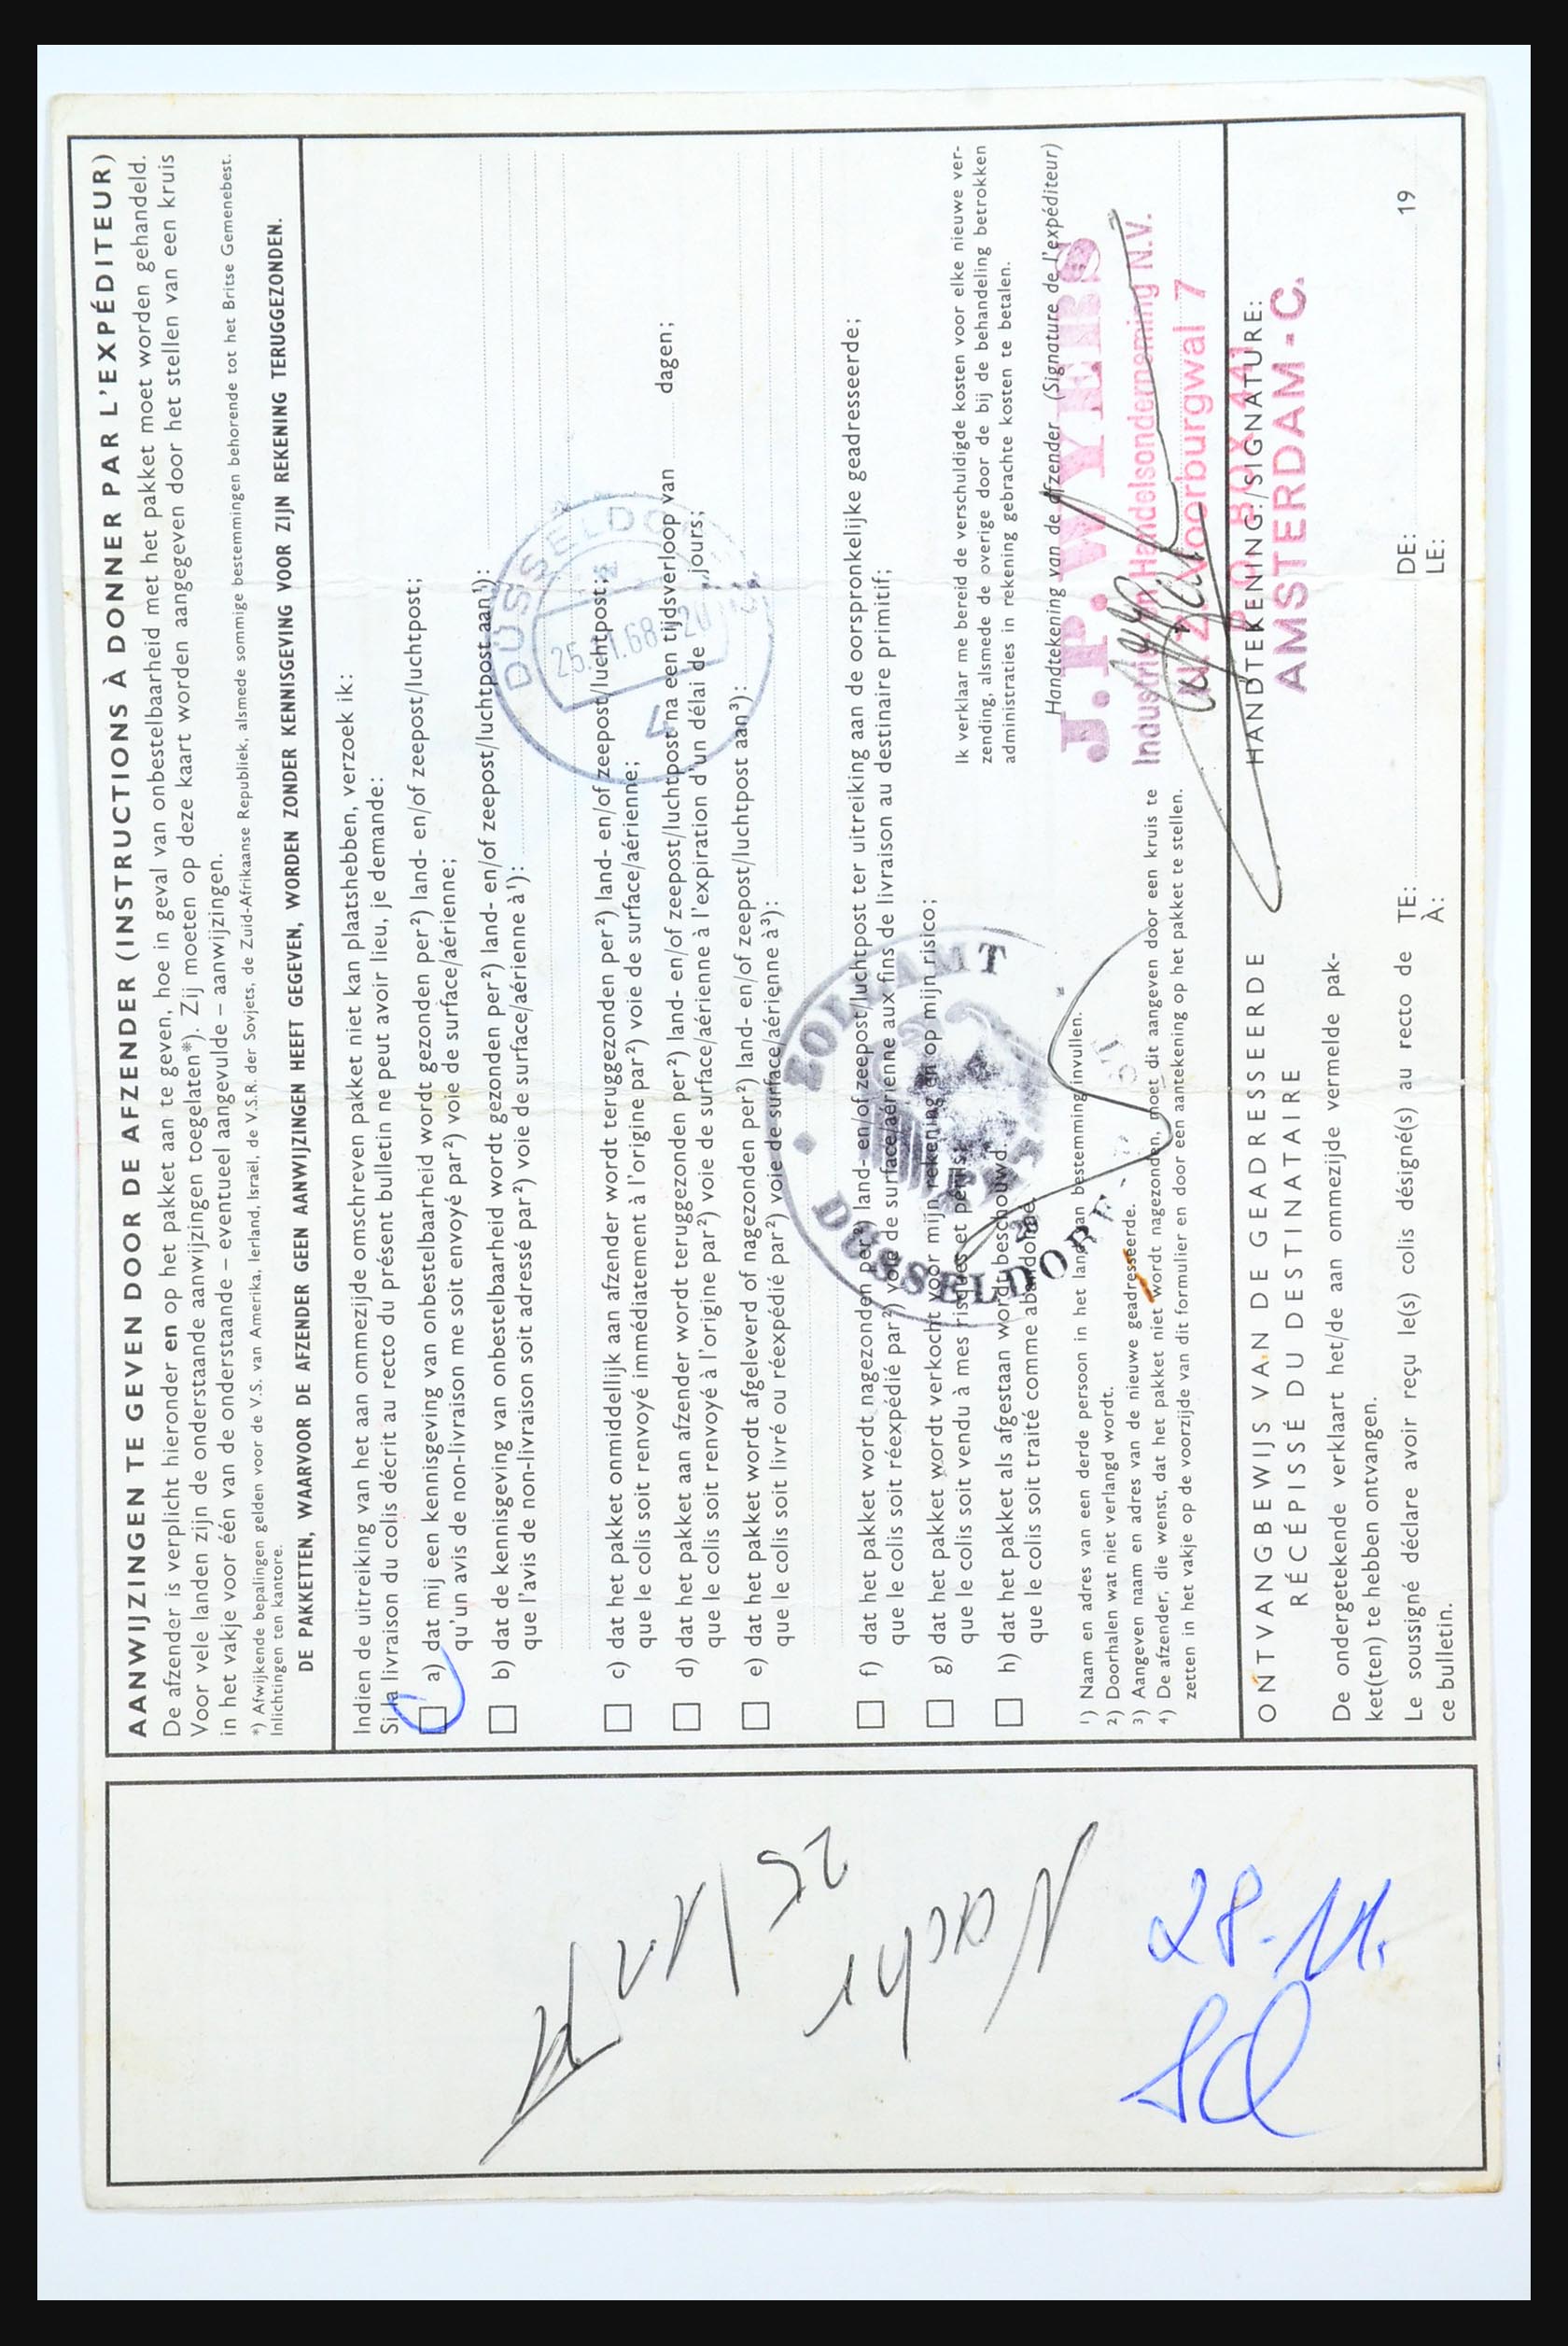 AANWIJZINGEN TE GEVEN DOOR DE AFZENDER (INSTRUCTIONS À DONNER PAR L'EXPÉDITEUR)
De afzender is verplicht hieronder en op het pakket aan te geven, hoe in geval van onbestelbaarheid met het pakket moet worden gehandeld.
Voor vele landen zijn de onderstaande aanwijzingen toegelaten*). Zij moeten op deze kaart worden aangegeven door het stellen van een kruis
in het vakje voor één van de onderstaande – eventueel aangevulde – aanwijzingen.
*) Afwijkende bepalingen gelden voor de V.S. van Amerika, Ierland, Israël, de V.S.R. der Sovjets, de Zuid-Afrikaanse Republiek, alsmede sommige bestemmingen behorende tot het Britse Gemenebest.
Inlichtingen ten kantore.
DE PAKKETTEN, WAARVOOR DE AFZENDER GEEN AANWIJZINGEN HEEFT GEGEVEN, WORDEN ZONDER KENNISGEVING VOOR ZIJN REKENING TERUGGEZONDEN.
Indien de uitreiking van het aan ommezijde omschreven pakket niet kan plaatshebben, verzoek ik:
Si la livraison du colis décrit au recto du présent bulletin ne peut avoir lieu, je demande:
a) dat mij een kennisgeving van onbestelbaarheid wordt gezonden per²) land- en/of zeepost/luchtpost;
qu'un avis de non-livraison me soit envoyé par²) voie de surface/aérienne;
b) dat de kennisgeving van onbestelbaarheid wordt gezonden per²) land- en/of zeepost/luchtpost aan¹):
que l'avis de non-livraison soit adressé par²) voie de surface/aérienne à¹):
c) dat het pakket onmiddellijk aan afzender wordt teruggezonden per²) land- en/of zeepost/luchtpost;
que le colis soit renvoyé immédiatement à l'origine par²) voie de surface/aérienne;
d) dat het pakket aan afzender wordt teruggezonden per²) land- en/of zeepost/luchtpost na een tijdsverloop van dagen;
que le colis soit renvoyé à l'origine par²) voie de surface/aérienne à l'expiration d'un délai de jours;
e) dat het pakket wordt afgeleverd of nagezonden per²) land- en/of zeepost/luchtpost aan³):
que le colis soit livré ou réexpédié par²) voie de surface/aérienne à³):
f) dat het pakket wordt nagezonden per²) land- en/of zeepost/luchtpost ter uitreiking aan de oorspronkelijke geadresseerde;
que le colis soit réexpédié par²) voie de surface/aérienne aux fins de livraison au destinaire primitif;
g) dat het pakket wordt verkocht voor mijn rekening en op mijn risico;
que le colis soit vendu à mes risques et périls;
h) dat het pakket als afgestaan wordt beschouwd.
que le colis soit traité comme abandonné.
¹) Naam en adres van een derde persoon in het land van bestemming invullen.
²) Doorhalen wat niet verlangd wordt.
³) Aangeven naam en adres van de nieuwe geadresseerde.
⁴) De afzender, die wenst, dat het pakket niet wordt nagezonden, moet dit aangeven door een kruis te
zetten in het vakje op de voorzijde van dit formulier en door een aantekening op het pakket te stellen.
Ik verklaar me bereid de verschuldigde kosten voor elke nieuwe ver-
zending, alsmede de overige door de bij de behandeling betrokken
administraties in rekening gebrachte kosten te betalen.
Handtekening van de afzender (Signature de l'expéditeur)
J. P. WYERS
Industrie- en Handelsonderneming N.V.
Voorburgwal 7
AMSTERDAM - C.
DÜSSELDORF
4
ZOLLAMT
DÜSSELDORF
ONTVANGBEWIJS VAN DE GEADRESSEERDE
RÉCÉPISSÉ DU DESTINATAIRE
HANDTEKENING:/SIGNATURE:
De ondergetekende verklaart het/de aan ommezijde vermelde pak-
ket(ten) te hebben ontvangen.
Le soussigné déclare avoir reçu le(s) colis désigné(s) au recto de
ce bulletin.
TE: DE: 19
À: LE:
28-11.